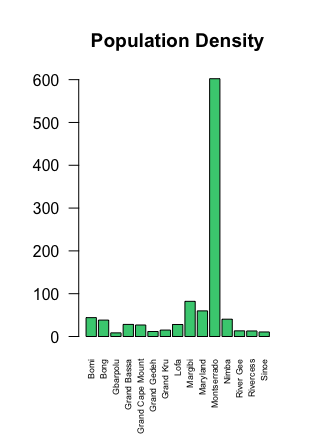 Population Density
600
500
400
300
200
100
0
Bomi
Bong
Gbarpolu
Grand Bassa
Grand Cape Mount
Grand Gedeh
Grand Kru
Lofa
Margibi
Maryland
Montserrado
Nimba
River Gee
Rivercess
Sinoe